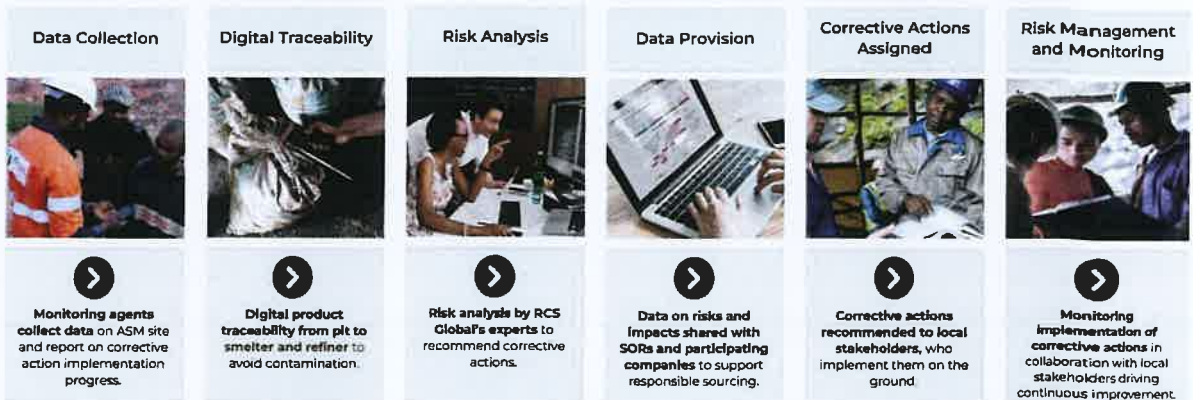 Data Collection
Digital Traceability
Risk Analysis
Data Provision
Corrective Actions
Assigned
Risk Management
and Monitoring
Monitoring agents
collect data on ASM site
and report on corrective
action implementation
progress.
Digital product
traceability from pit to
smelter and refiner to
avoid contamination.
Risk analysis by RCS
Global's experts to
recommend corrective
actions.
Data on risks and
impacts shared with
SORs and participating
companies to support
responsible sourcing.
Corrective actions
recommended to local
stakeholders, who
implement them on the
ground.
Monitoring
implementation of
corrective actions in
collaboration with local
stakeholders driving
continuous improvement.